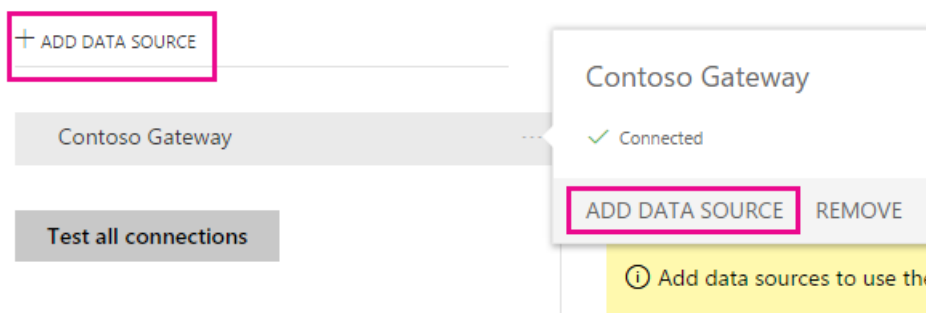 + ADD DATA SOURCE
Contoso Gateway
...
Test all connections
Contoso Gateway
✓ Connected
ADD DATA SOURCE REMOVE
Add data sources to use the